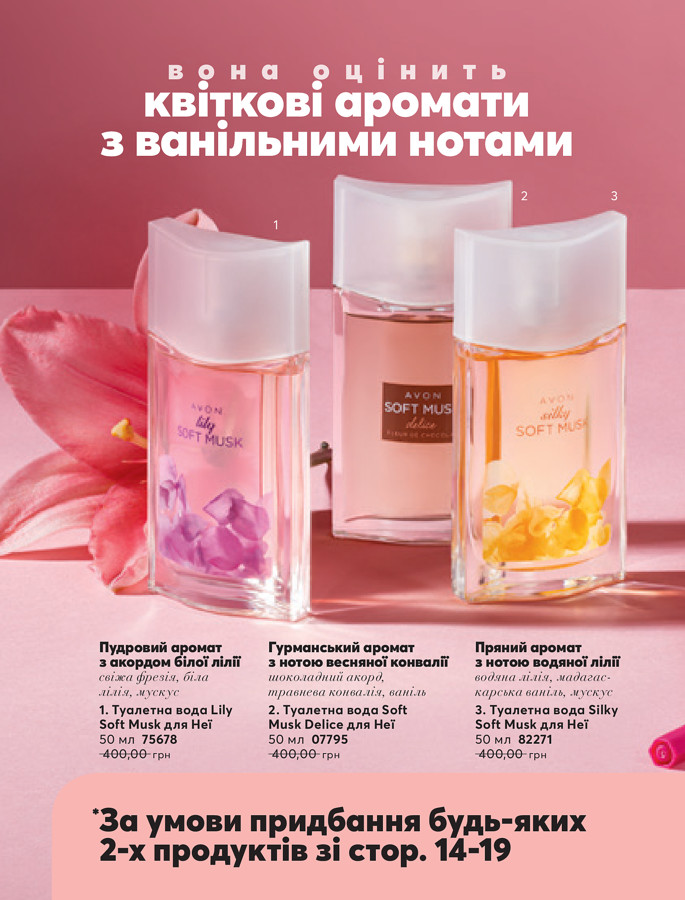 вона оцінить
квіткові аромати
з ванільними нотами
1
2
3
AVON
lily
SOFT MUSK
AVON
SOFT MUS
delice
FLEUR DE CHOCOLA
AVON
silky
SOFT MUSK
Пудровий аромат
з акордом білої лілії
свіжа фрезія, біла
лілія, мускус
1. Туалетна вода Lily
Soft Musk для Неї
50 мл 75678
400,00 грн
Гурманський аромат
з нотою весняної конвалії
шоколадний акорд,
травнева конвалія, ваніль
2. Туалетна вода Soft
Musk Delice для Неї
50 мл 07795
400,00 грн
Пряний аромат
з нотою водяної лілії
водяна лілія, мадагас-
карська ваніль, мускус
3. Туалетна вода Silky
Soft Musk для Неї
50 мл 82271
400,00 грн
*За умови придбання будь-яких
2-х продуктів зі стор. 14-19